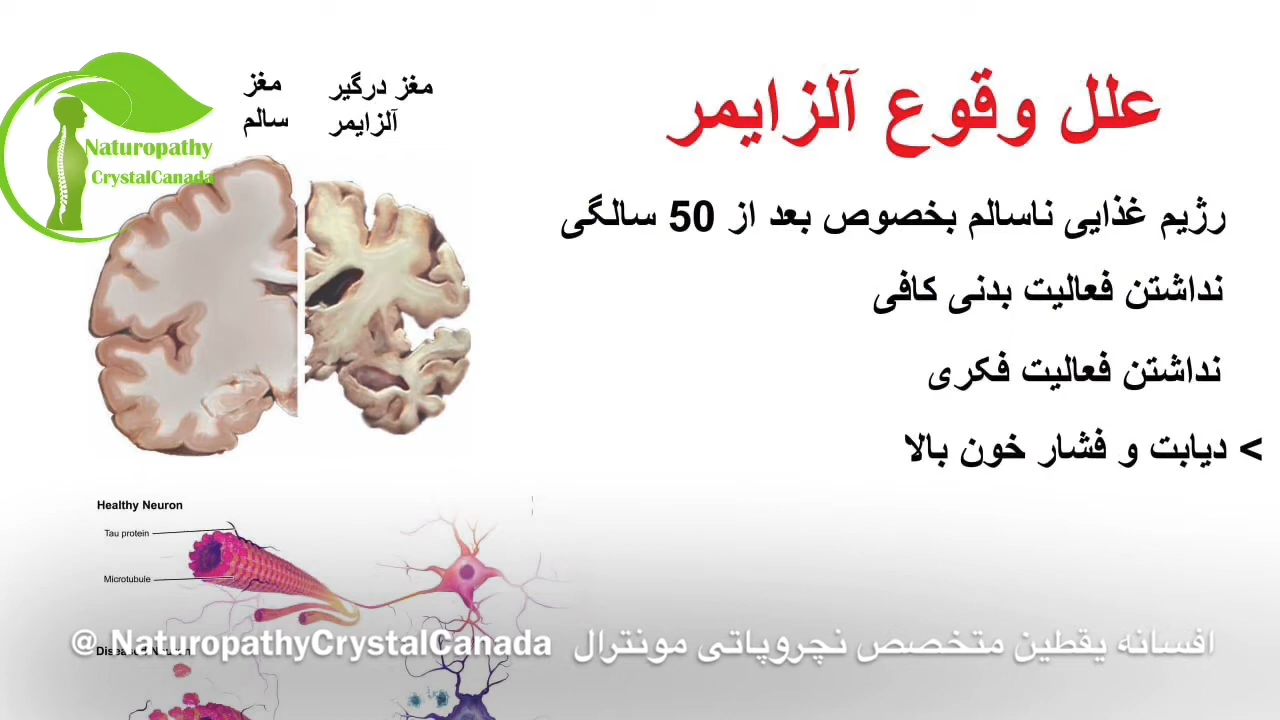 علل وقوع آلزایمر
رژیم غذایی ناسالم بخصوص بعد از 50 سالگی
نداشتن فعالیت بدنی کافی
نداشتن فعالیت فکری
> دیابت و فشار خون بالا
مغز درگیر
آلزایمر
مغز
سالم
Naturopathy
CrystalCanada
Healthy Neuron
Tau protein
Microtubule
افسانه یقطین متخصص نچروپاتی مونترال
@ NaturopathyCrystalCanada